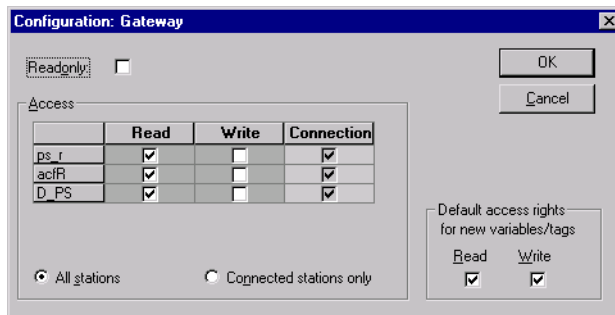 Configuration: Gateway
Readonly:
OK
Cancel
Access
Read Write Connection
ps_r
acfR
D_PS
All stations Connected stations only
Default access rights
for new variables/tags
Read Write